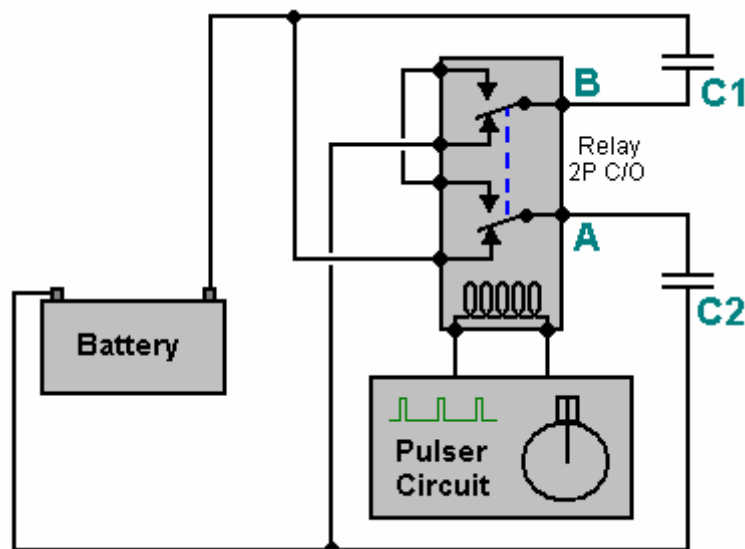 B
C1
Relay
2P C/O
A
C2
Battery
Pulser
Circuit